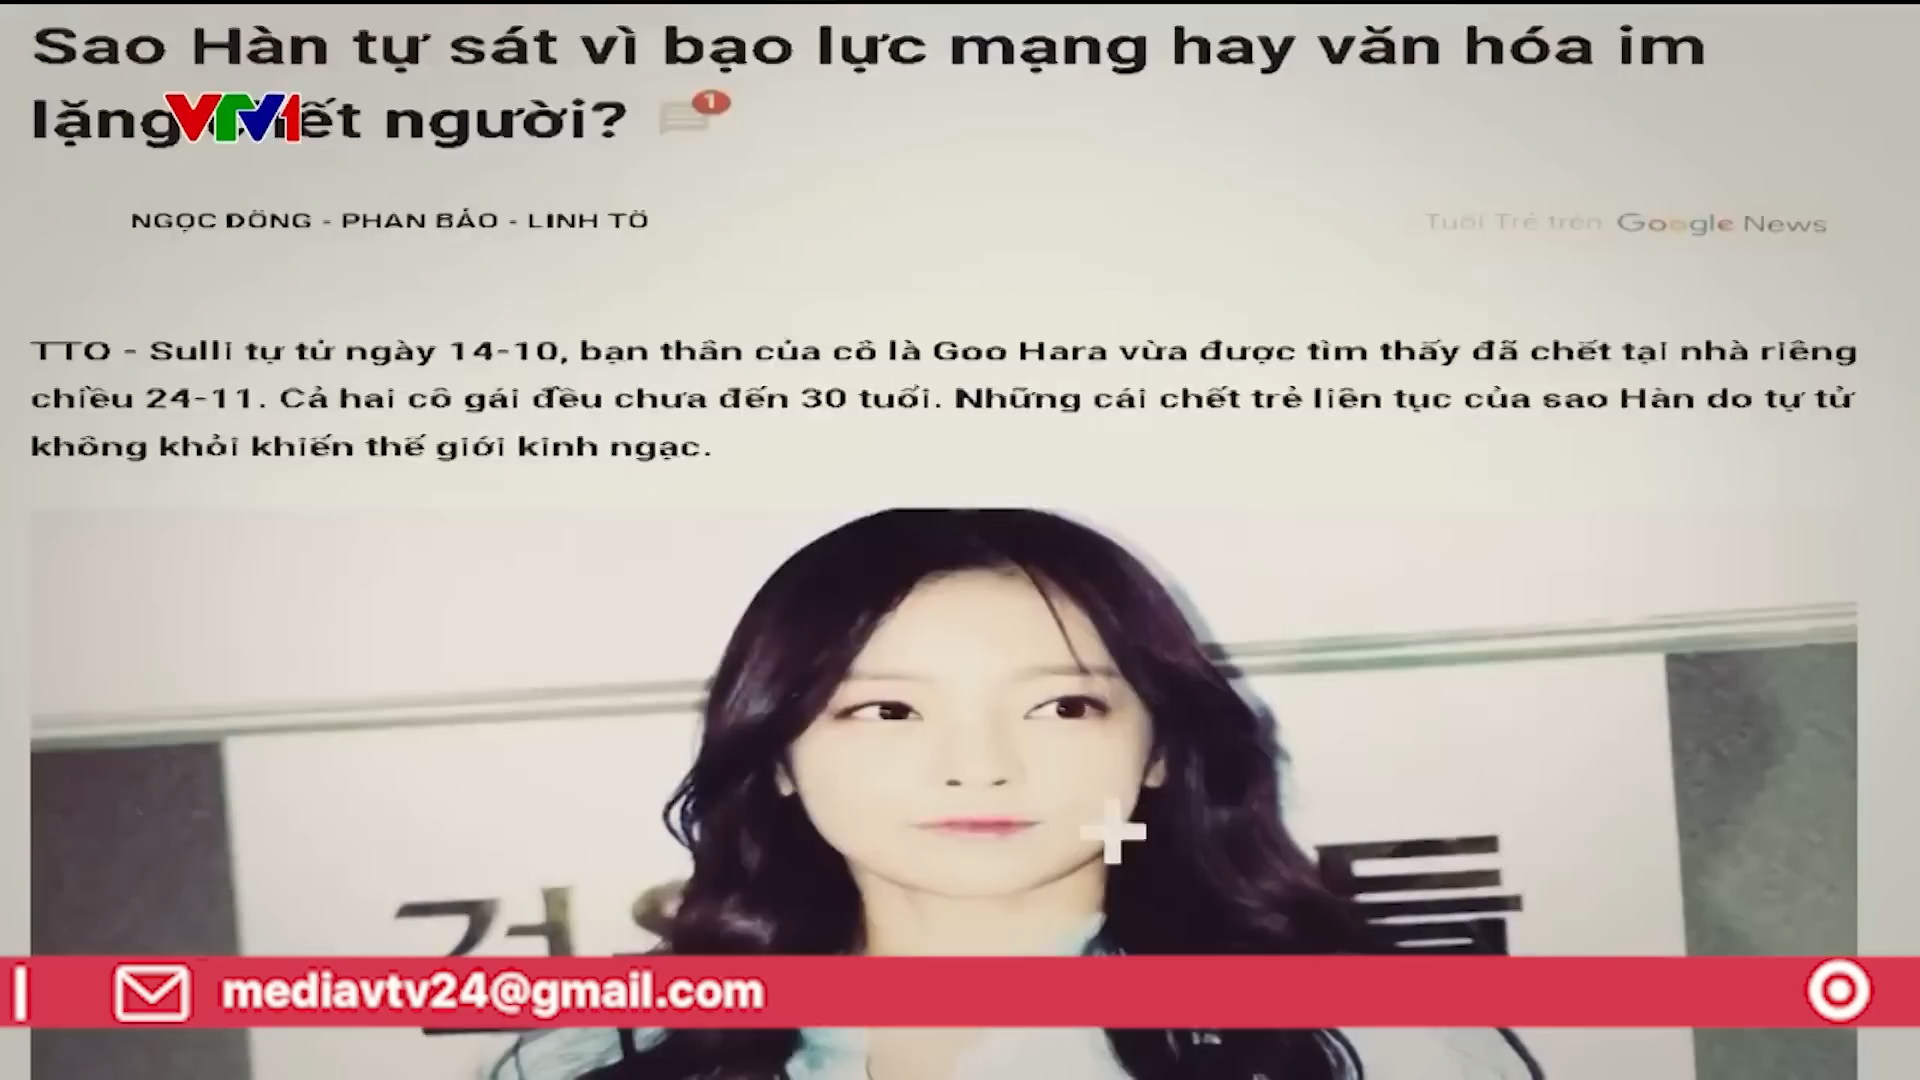 Sao Hàn tự sát vì bạo lực mạng hay văn hóa im
lặng người?
1
VTV1
NGỌC ĐÔNG - PHAN BẢO - LINH TÔ
Tuổi Trẻ trên Google News
TTO - Sulli tự tử ngày 14-10, bạn thân của cô là Goo Hara vừa được tìm thấy đã chết tại nhà riêng
chiều 24-11. Cả hai cô gái đều chưa đến 30 tuổi. Những cái chết trẻ liên tục của sao Hàn do tự tử
không khỏi khiến thế giới kinh ngạc.
mediavtv24@gmail.com